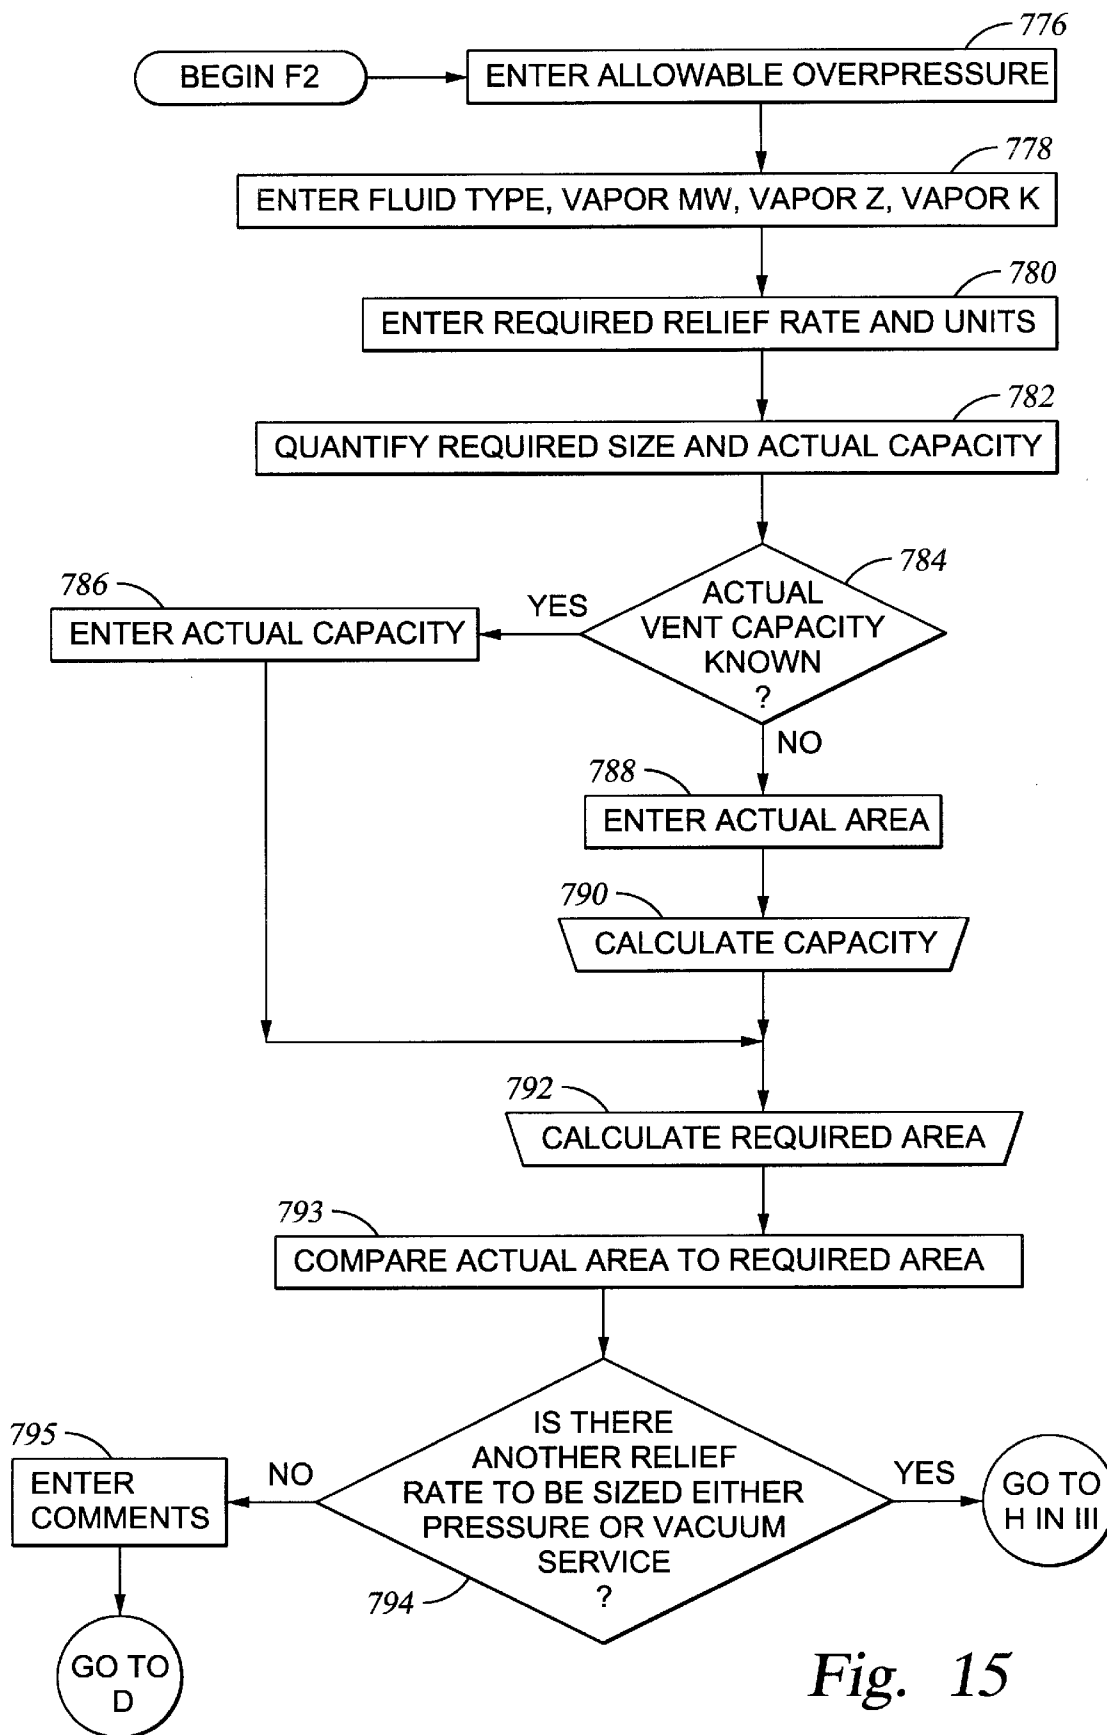 776
BEGIN F2
ENTER ALLOWABLE OVERPRESSURE
778
ENTER FLUID TYPE, VAPOR MW, VAPOR Z, VAPOR K
780
ENTER REQUIRED RELIEF RATE AND UNITS
782
QUANTIFY REQUIRED SIZE AND ACTUAL CAPACITY
784
ACTUAL
VENT CAPACITY
KNOWN
?
YES
786
ENTER ACTUAL CAPACITY
NO
788
ENTER ACTUAL AREA
790
CALCULATE CAPACITY
792
CALCULATE REQUIRED AREA
793
COMPARE ACTUAL AREA TO REQUIRED AREA
IS THERE
ANOTHER RELIEF
RATE TO BE SIZED EITHER
PRESSURE OR VACUUM
SERVICE
?
794
NO
795
ENTER
COMMENTS
YES
GO TO
H IN III
GO TO
D
Fig. 15